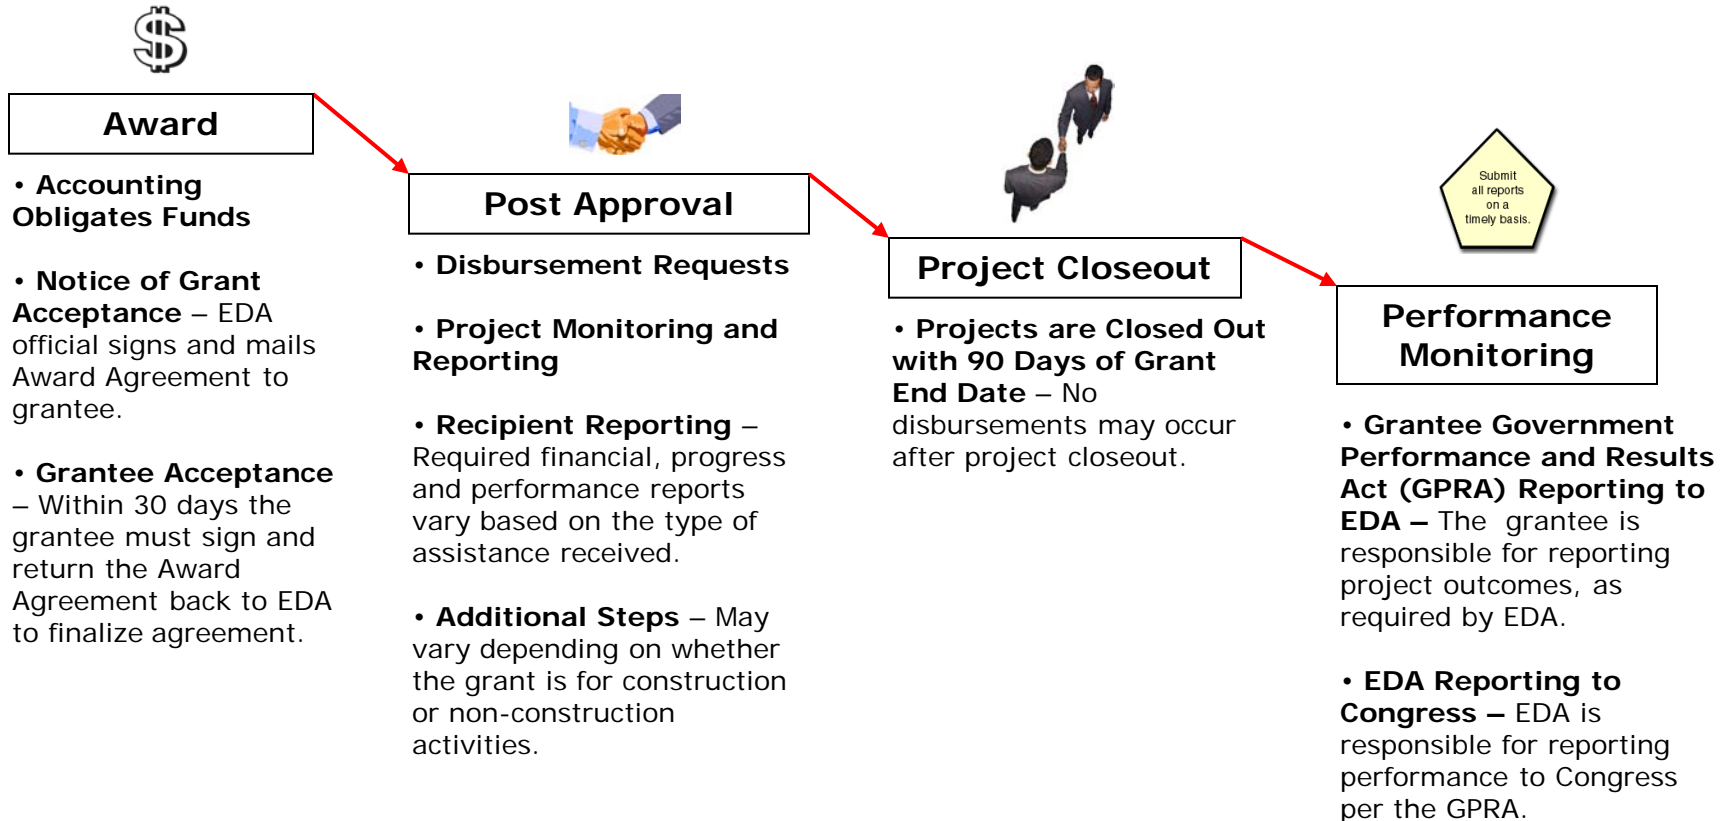 Award
• Accounting
Obligates Funds
• Notice of Grant
Acceptance – EDA
official signs and mails
Award Agreement to
grantee.
• Grantee Acceptance
– Within 30 days the
grantee must sign and
return the Award
Agreement back to EDA
to finalize agreement.
Post Approval
• Disbursement Requests
• Project Monitoring and
Reporting
• Recipient Reporting –
Required financial, progress
and performance reports
vary based on the type of
assistance received.
• Additional Steps – May
vary depending on whether
the grant is for construction
or non-construction
activities.
Project Closeout
• Projects are Closed Out
with 90 Days of Grant
End Date – No
disbursements may occur
after project closeout.
Submit
all reports
on a
timely basis.
Performance
Monitoring
• Grantee Government
Performance and Results
Act (GPRA) Reporting to
EDA – The grantee is
responsible for reporting
project outcomes, as
required by EDA.
• EDA Reporting to
Congress – EDA is
responsible for reporting
performance to Congress
per the GPRA.